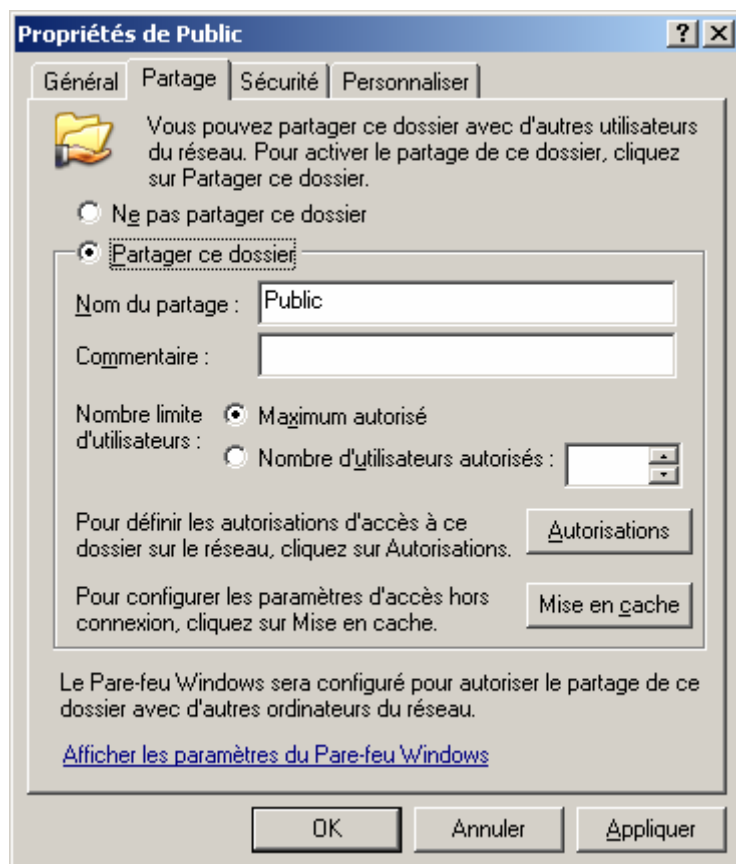 Propriétés de Public
Général Partage Sécurité Personnaliser
Vous pouvez partager ce dossier avec d'autres utilisateurs
du réseau. Pour activer le partage de ce dossier, cliquez
sur Partager ce dossier.
Ne pas partager ce dossier
Partager ce dossier
Nom du partage : Public
Commentaire :
Nombre limite
d'utilisateurs :
Maximum autorisé
Nombre d'utilisateurs autorisés :
Pour définir les autorisations d'accès à ce
dossier sur le réseau, cliquez sur Autorisations.
Autorisations
Pour configurer les paramètres d'accès hors
connexion, cliquez sur Mise en cache.
Mise en cache
Le Pare-feu Windows sera configuré pour autoriser le partage de ce
dossier avec d'autres ordinateurs du réseau.
Afficher les paramètres du Pare-feu Windows
OK Annuler Appliquer